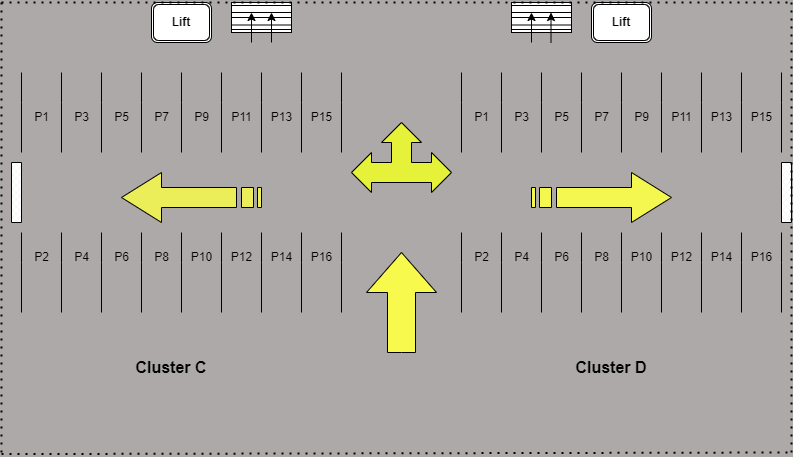 Lift Lift
P1 P3 P5 P7 P9 P11 P13 P15 P1 P3 P5 P7 P9 P11 P13 P15
P2 P4 P6 P8 P10 P12 P14 P16 P2 P4 P6 P8 P10 P12 P14 P16
Cluster C Cluster D